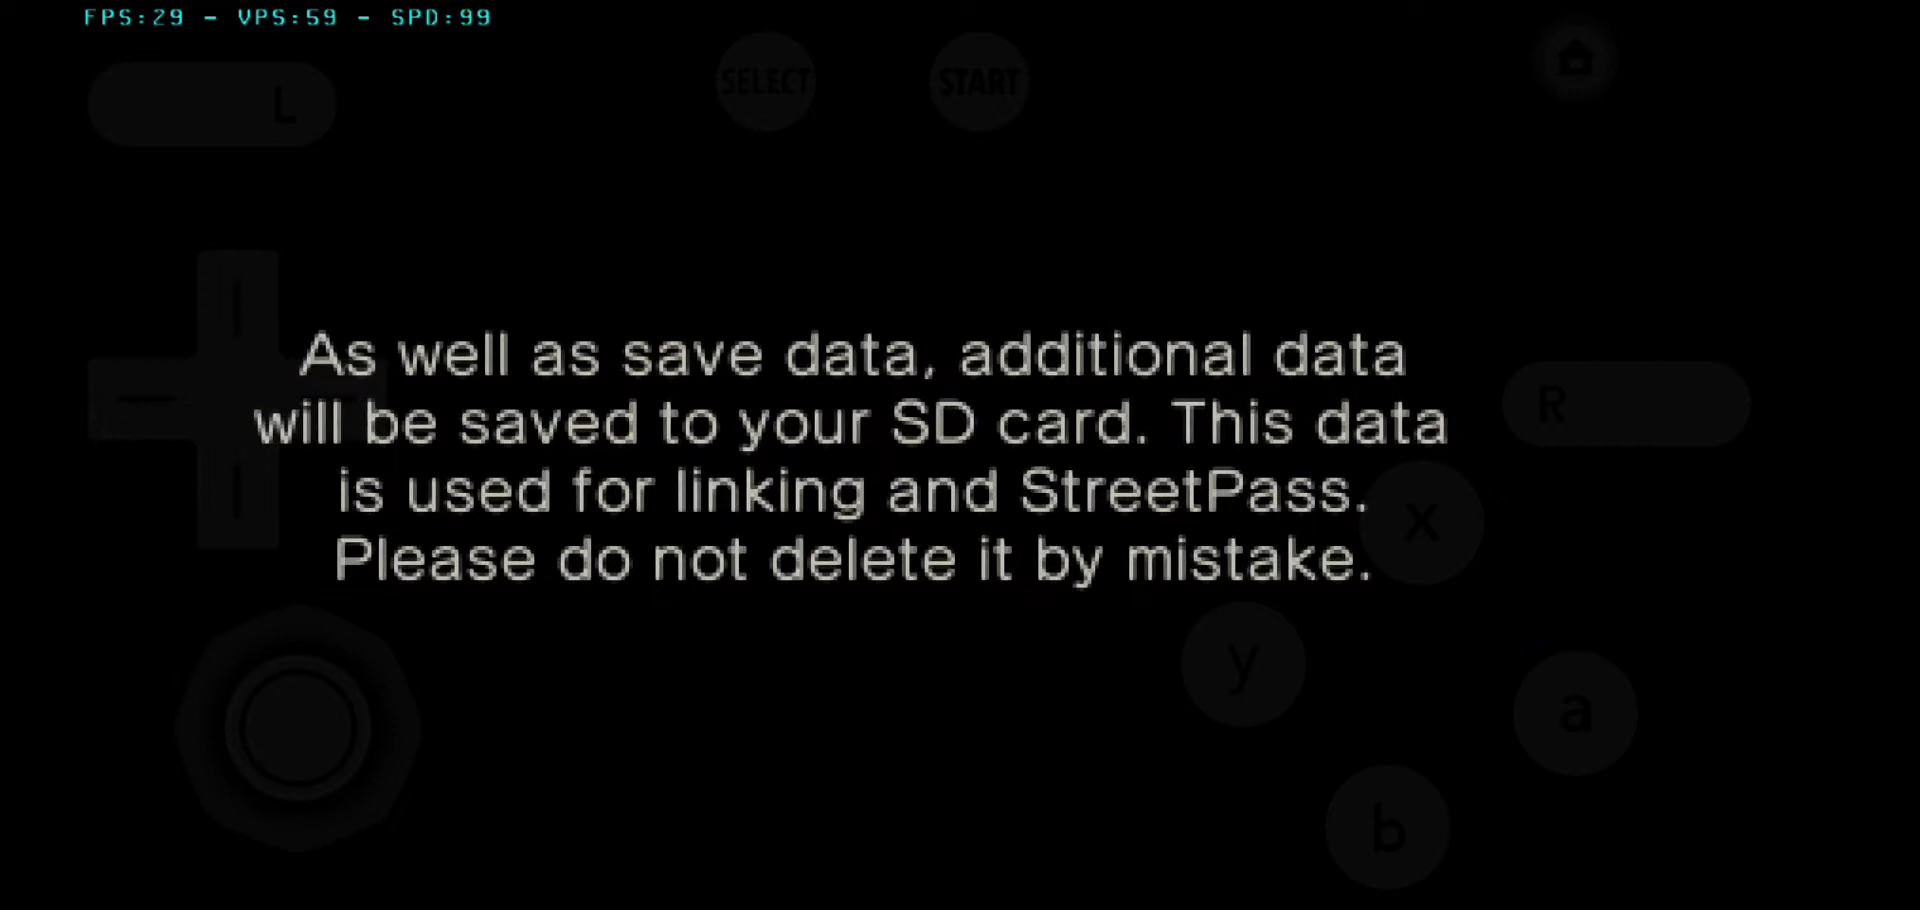 FPS:29 - VPS:59 - SPD:99
SELECT
START
L
As well as save data, additional data
will be saved to your SD card. This data
is used for linking and StreetPass.
Please do not delete it by mistake.
R
x
y
a
b